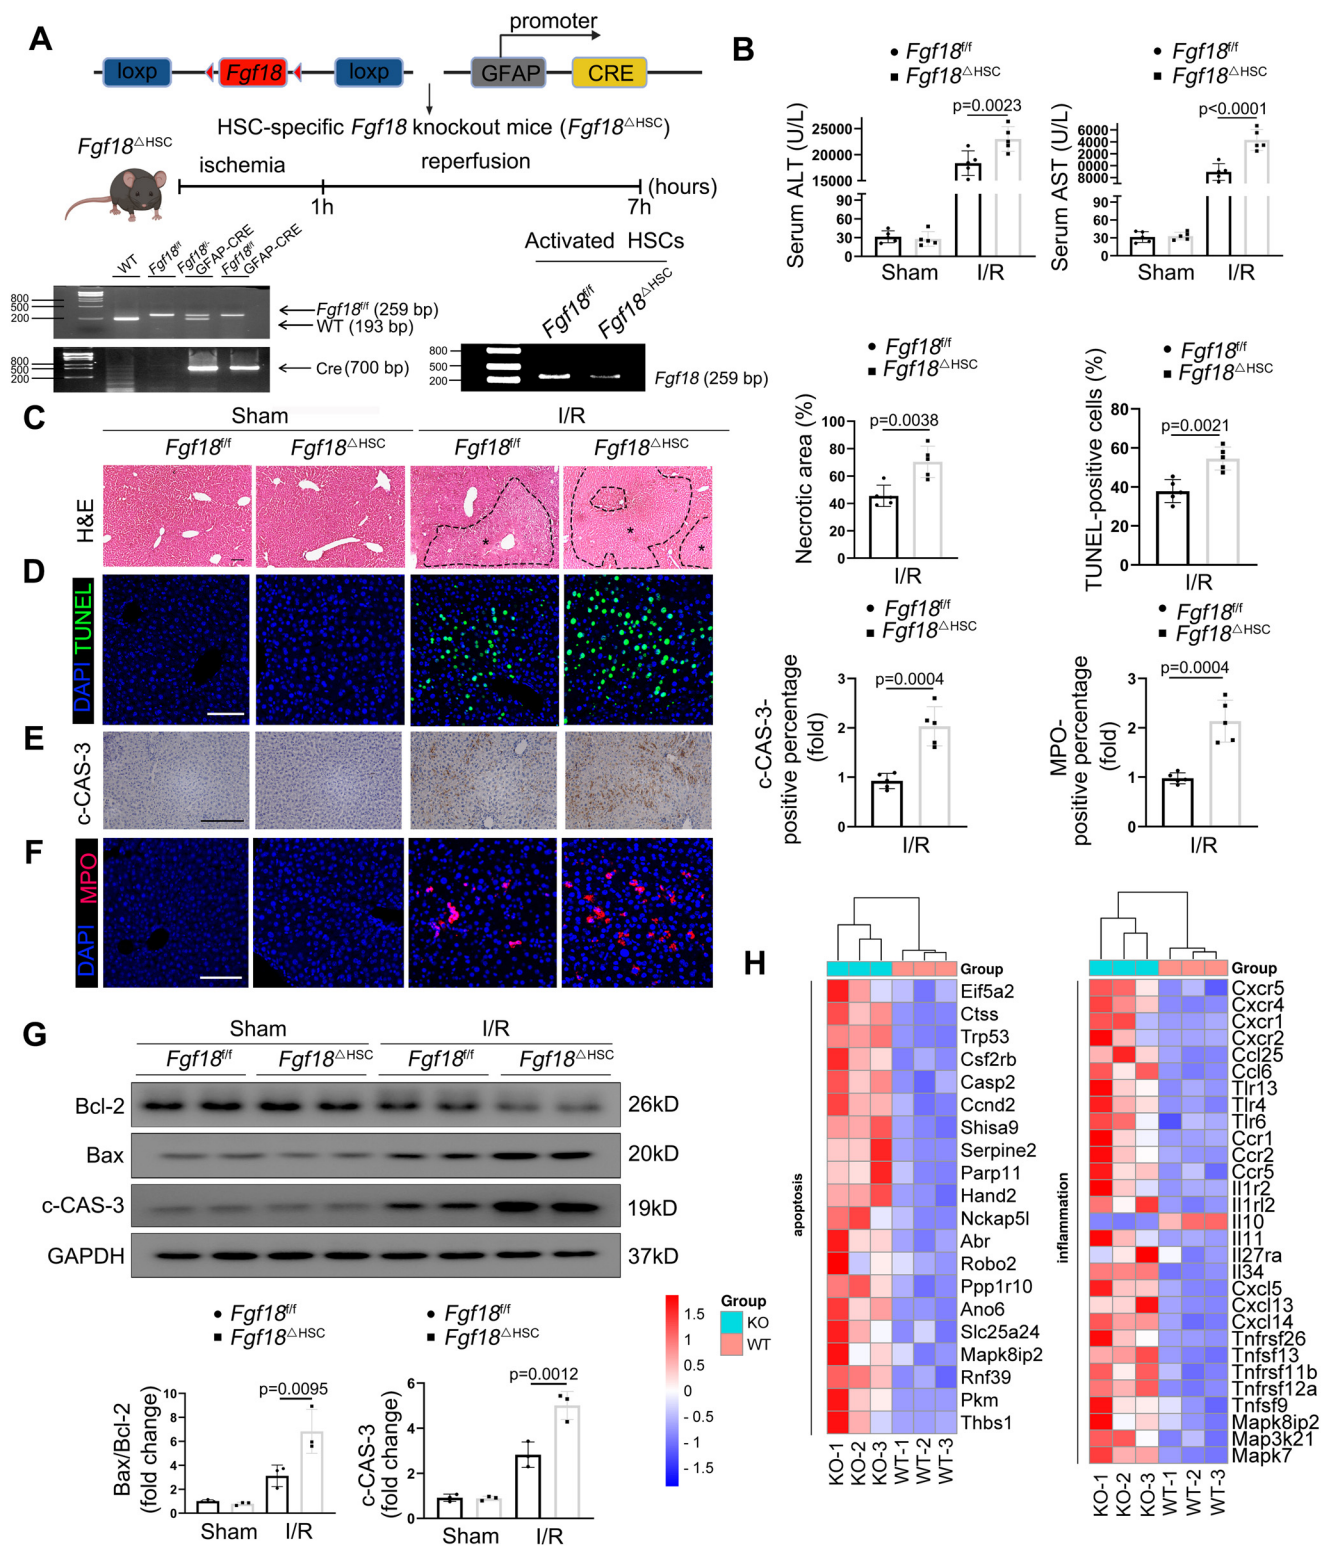 A
promoter
loxp
Fgf18
loxp
GFAP
CRE
HSC-specific Fgf18 knockout mice (Fgf18△HSC)
Fgf18△HSC
ischemia
reperfusion
(hours)
1h
7h
WT
Fgf18f/f
Fgf18f/-
GFAP-CRE
Fgf18f/f
GFAP-CRE
800
500
200
Fgf18f/f (259 bp)
WT (193 bp)
800
500
200
Cre (700 bp)
Activated HSCs
Fgf18f/f
Fgf18△HSC
800
500
200
Fgf18 (259 bp)
B
Fgf18f/f
Fgf18△HSC
p=0.0023
Serum ALT (U/L)
25000
20000
15000
90
60
30
0
Sham
I/R
Fgf18f/f
Fgf18△HSC
p<0.0001
Serum AST (U/L)
6000
4000
2000
0000
8000
90
60
30
0
Sham
I/R
C
Sham
I/R
Fgf18f/f
Fgf18△HSC
Fgf18f/f
Fgf18△HSC
H&E
*
*
*
Fgf18f/f
Fgf18△HSC
p=0.0038
Necrotic area (%)
100
80
60
40
20
0
I/R
D
DAPI TUNEL
Fgf18f/f
Fgf18△HSC
p=0.0021
TUNEL-positive cells (%)
80
60
40
20
0
I/R
E
c-CAS-3
Fgf18f/f
Fgf18△HSC
p=0.0004
c-CAS-3-
positive percentage
(fold)
3
2
1
0
I/R
F
DAPI MPO
Fgf18f/f
Fgf18△HSC
p=0.0004
MPO-
positive percentage
(fold)
3
2
1
0
I/R
G
Sham
I/R
Fgf18f/f
Fgf18△HSC
Fgf18f/f
Fgf18△HSC
Bcl-2
26kD
Bax
20kD
c-CAS-3
19kD
GAPDH
37kD
Fgf18f/f
Fgf18△HSC
p=0.0095
Bax/Bcl-2
(fold change)
10
8
6
4
2
0
Sham
I/R
Fgf18f/f
Fgf18△HSC
p=0.0012
c-CAS-3
(fold change)
6
4
2
0
Sham
I/R
1.5
1
0.5
0
- 0.5
- 1
- 1.5
Group
KO
WT
H
Group
apoptosis
Eif5a2
Ctss
Trp53
Csf2rb
Casp2
Ccnd2
Shisa9
Serpine2
Parp11
Hand2
Nckap5l
Abr
Robo2
Ppp1r10
Ano6
Slc25a24
Mapk8ip2
Rnf39
Pkm
Thbs1
KO-1
KO-2
KO-3
WT-1
WT-2
WT-3
Group
inflammation
Cxcr5
Cxcr4
Cxcr1
Cxcr2
Ccl25
Ccl6
Tlr13
Tlr4
Tlr6
Ccr1
Ccr2
Ccr5
Il1r2
Il1rl2
Il10
Il11
Il27ra
Il34
Cxcl5
Cxcl13
Cxcl14
Tnfrsf26
Tnfsf13
Tnfrsf11b
Tnfrsf12a
Tnfsf9
Mapk8ip2
Map3k21
Mapk7
KO-1
KO-2
KO-3
WT-1
WT-2
WT-3